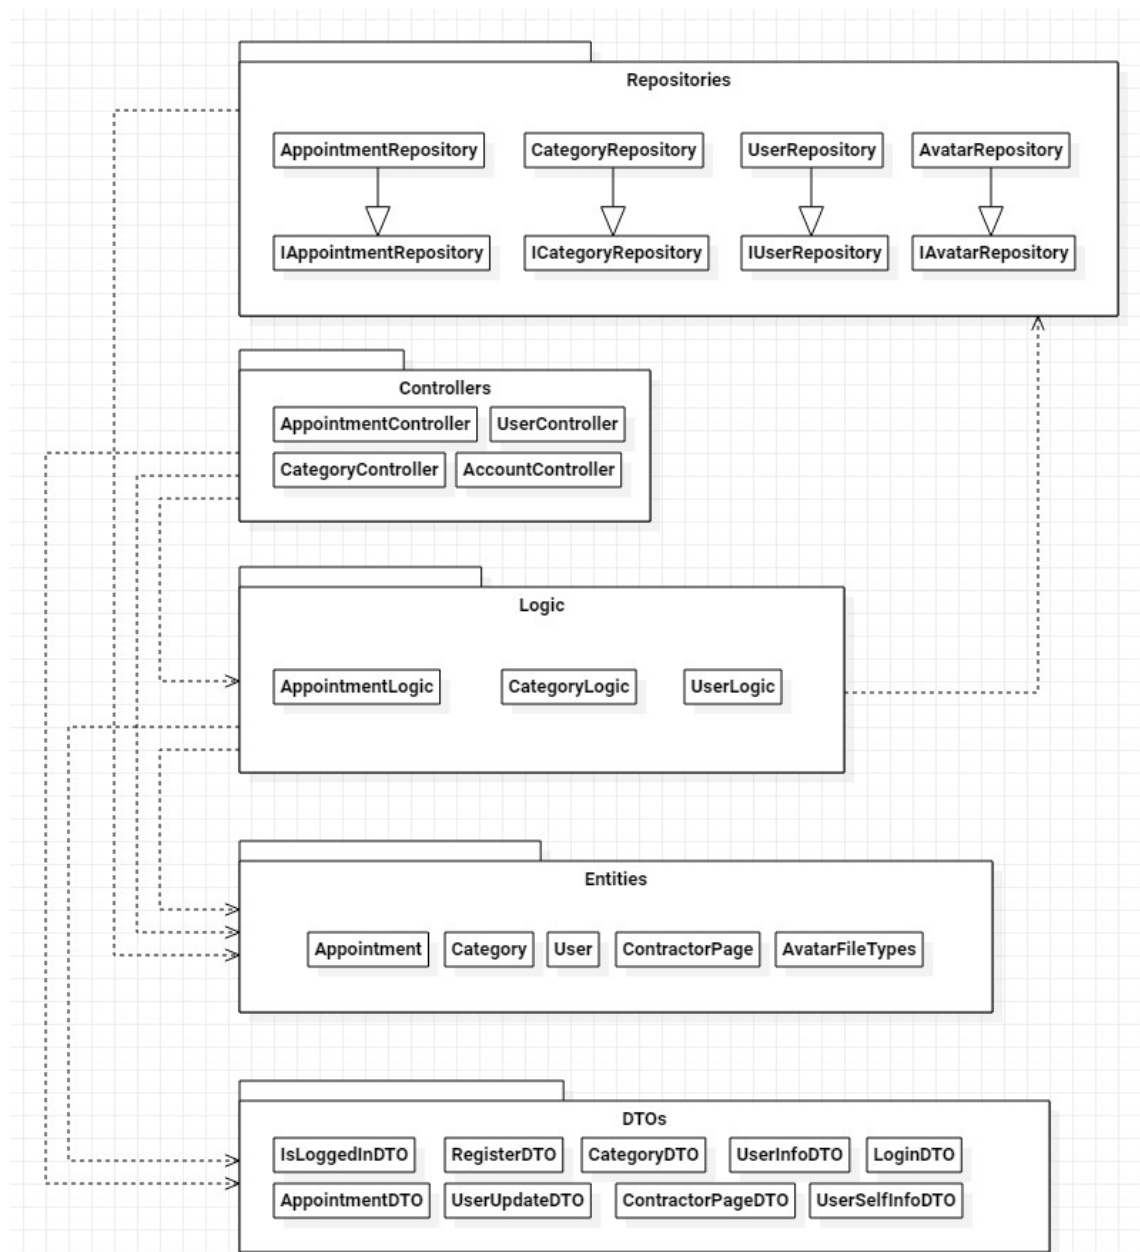 Repositories
AppointmentRepository CategoryRepository UserRepository AvatarRepository
IAppointmentRepository ICategoryRepository IUserRepository IAvatarRepository
Controllers
AppointmentController UserController
CategoryController AccountController
Logic
AppointmentLogic CategoryLogic UserLogic
Entities
Appointment Category User ContractorPage AvatarFileTypes
DTOs
IsLoggedInDTO RegisterDTO CategoryDTO UserInfoDTO LoginDTO
AppointmentDTO UserUpdateDTO ContractorPageDTO UserSelfInfoDTO